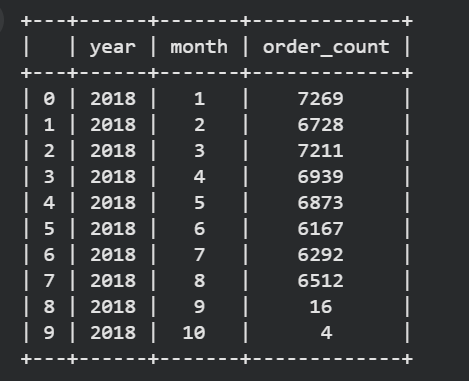 +---+------+-------+-------------+
|   | year | month | order_count |
+---+------+-------+-------------+
| 0 | 2018 |   1   |    7269     |
| 1 | 2018 |   2   |    6728     |
| 2 | 2018 |   3   |    7211     |
| 3 | 2018 |   4   |    6939     |
| 4 | 2018 |   5   |    6873     |
| 5 | 2018 |   6   |    6167     |
| 6 | 2018 |   7   |    6292     |
| 7 | 2018 |   8   |    6512     |
| 8 | 2018 |   9   |     16      |
| 9 | 2018 |  10   |      4      |
+---+------+-------+-------------+